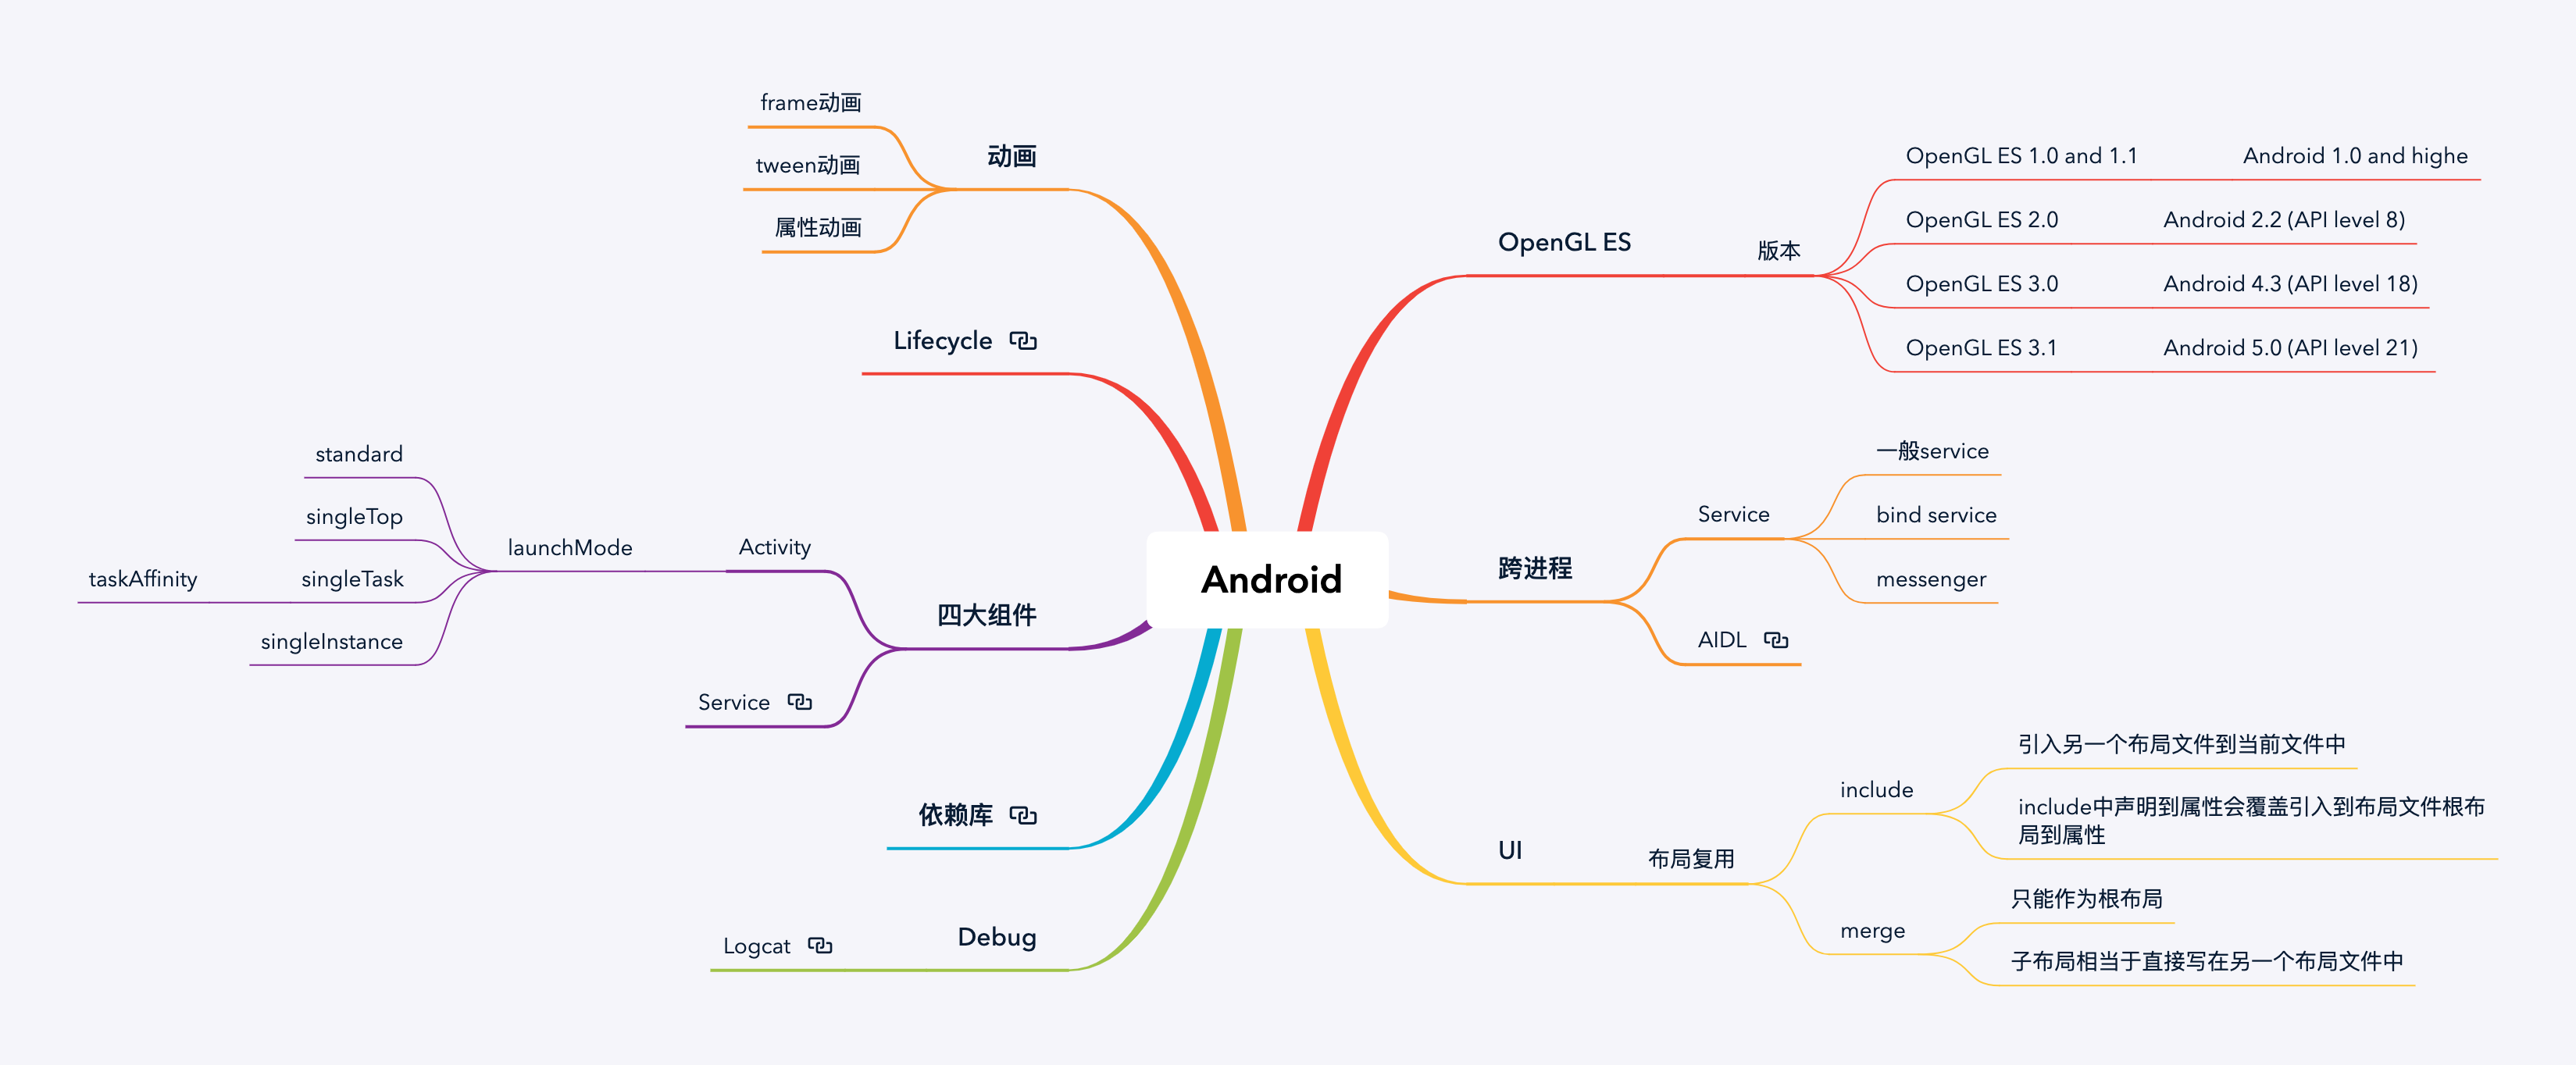 Android
OpenGL ES
版本
OpenGL ES 1.0 and 1.1
Android 1.0 and highe
OpenGL ES 2.0
Android 2.2 (API level 8)
OpenGL ES 3.0
Android 4.3 (API level 18)
OpenGL ES 3.1
Android 5.0 (API level 21)
跨进程
Service
一般service
bind service
messenger
AIDL
UI
布局复用
include
引入另一个布局文件到当前文件中
include中声明到属性会覆盖引入到布局文件根布
局到属性
merge
只能作为根布局
子布局相当于直接写在另一个布局文件中
动画
frame动画
tween动画
属性动画
Lifecycle
四大组件
Activity
launchMode
standard
singleTop
singleTask
taskAffinity
singleInstance
Service
依赖库
Debug
Logcat